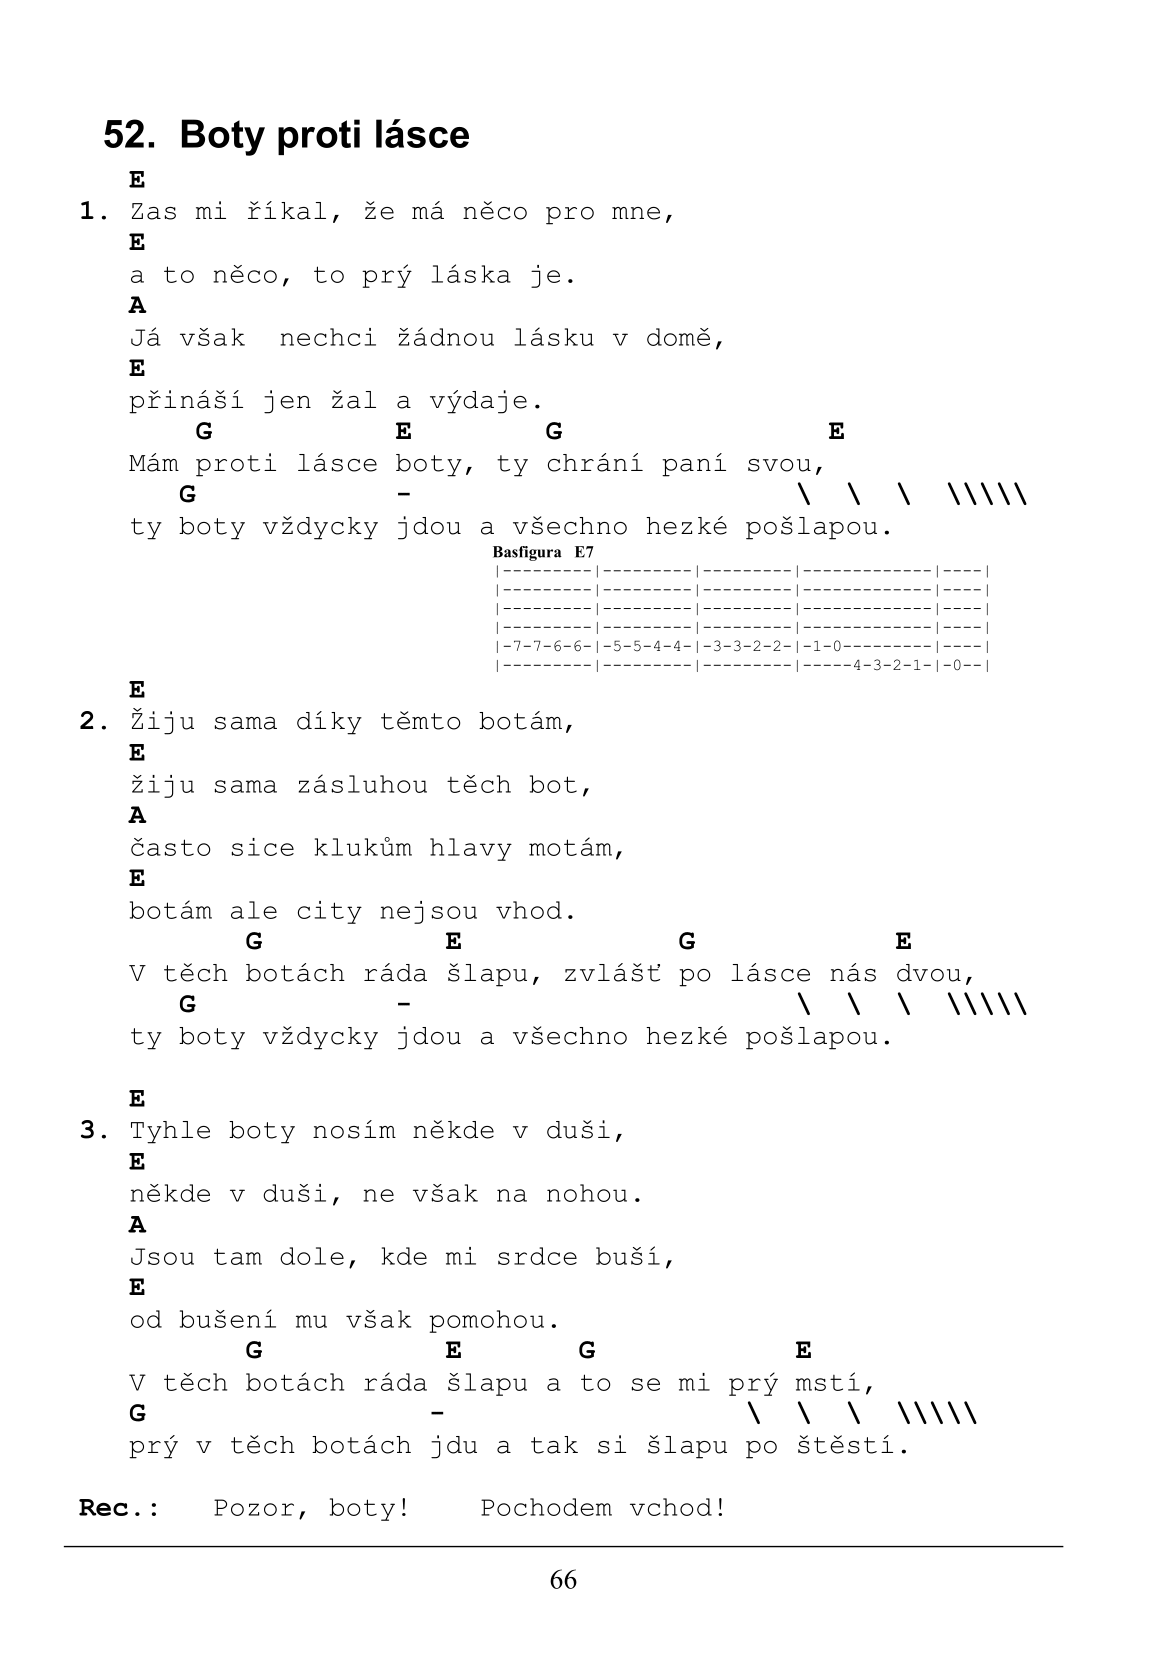 52.  Boty proti lásce
   E
1. Zas mi říkal, že má něco pro mne,
   E
   a to něco, to prý láska je.
   A
   Já však  nechci žádnou lásku v domě,
   E
   přináší jen žal a výdaje.
       G           E        G                E
   Mám proti lásce boty, ty chrání paní svou,
      G            -                       \  \  \  \\\\\
   ty boty vždycky jdou a všechno hezké pošlapou.
Basfigura   E7
|---------|---------|---------|-------------|----|
|---------|---------|---------|-------------|----|
|---------|---------|---------|-------------|----|
|---------|---------|---------|-------------|----|
|-7-7-6-6-|-5-5-4-4-|-3-3-2-2-|-1-0---------|----|
|---------|---------|---------|-----4-3-2-1-|-0--|
   E
2. Žiju sama díky těmto botám,
   E
   žiju sama zásluhou těch bot,
   A
   často sice klukům hlavy motám,
   E
   botám ale city nejsou vhod.
          G           E             G            E
   V těch botách ráda šlapu, zvlášť po lásce nás dvou,
      G            -                       \  \  \  \\\\\
   ty boty vždycky jdou a všechno hezké pošlapou.
   E
3. Tyhle boty nosím někde v duši,
   E
   někde v duši, ne však na nohou.
   A
   Jsou tam dole, kde mi srdce buší,
   E
   od bušení mu však pomohou.
          G           E       G            E
   V těch botách ráda šlapu a to se mi prý mstí,
   G                 -                  \  \  \  \\\\\
   prý v těch botách jdu a tak si šlapu po štěstí.
Rec.:   Pozor, boty!    Pochodem vchod!
66